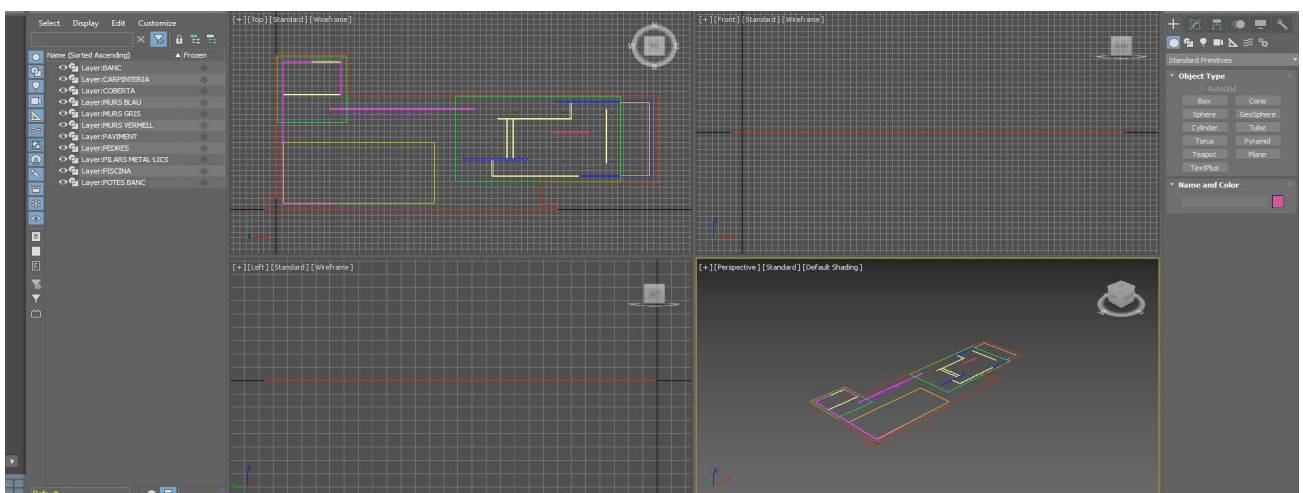 Select Display Edit Customize
Name (Sorted Ascending) ▲ Frozen
Layer:BANC
Layer:CARPINTERIA
Layer:COBERTA
Layer:MURS BLAU
Layer:MURS GRIS
Layer:MURS VERMELL
Layer:PAVIMENT
Layer:PEDRES
Layer:PILARS METAL·LICS
Layer:PISCINA
Layer:POTES BANC
Default
[+] [Top] [Standard] [Wireframe]
N
W
E
S
TOP
[+] [Front] [Standard] [Wireframe]
[+] [Left] [Standard] [Wireframe]
LEFT
[+] [Perspective] [Standard] [Default Shading]
Standard Primitives
Object Type
AutoGrid
Box Cone
Sphere GeoSphere
Cylinder Tube
Torus Pyramid
Teapot Plane
TextPlus
Name and Color